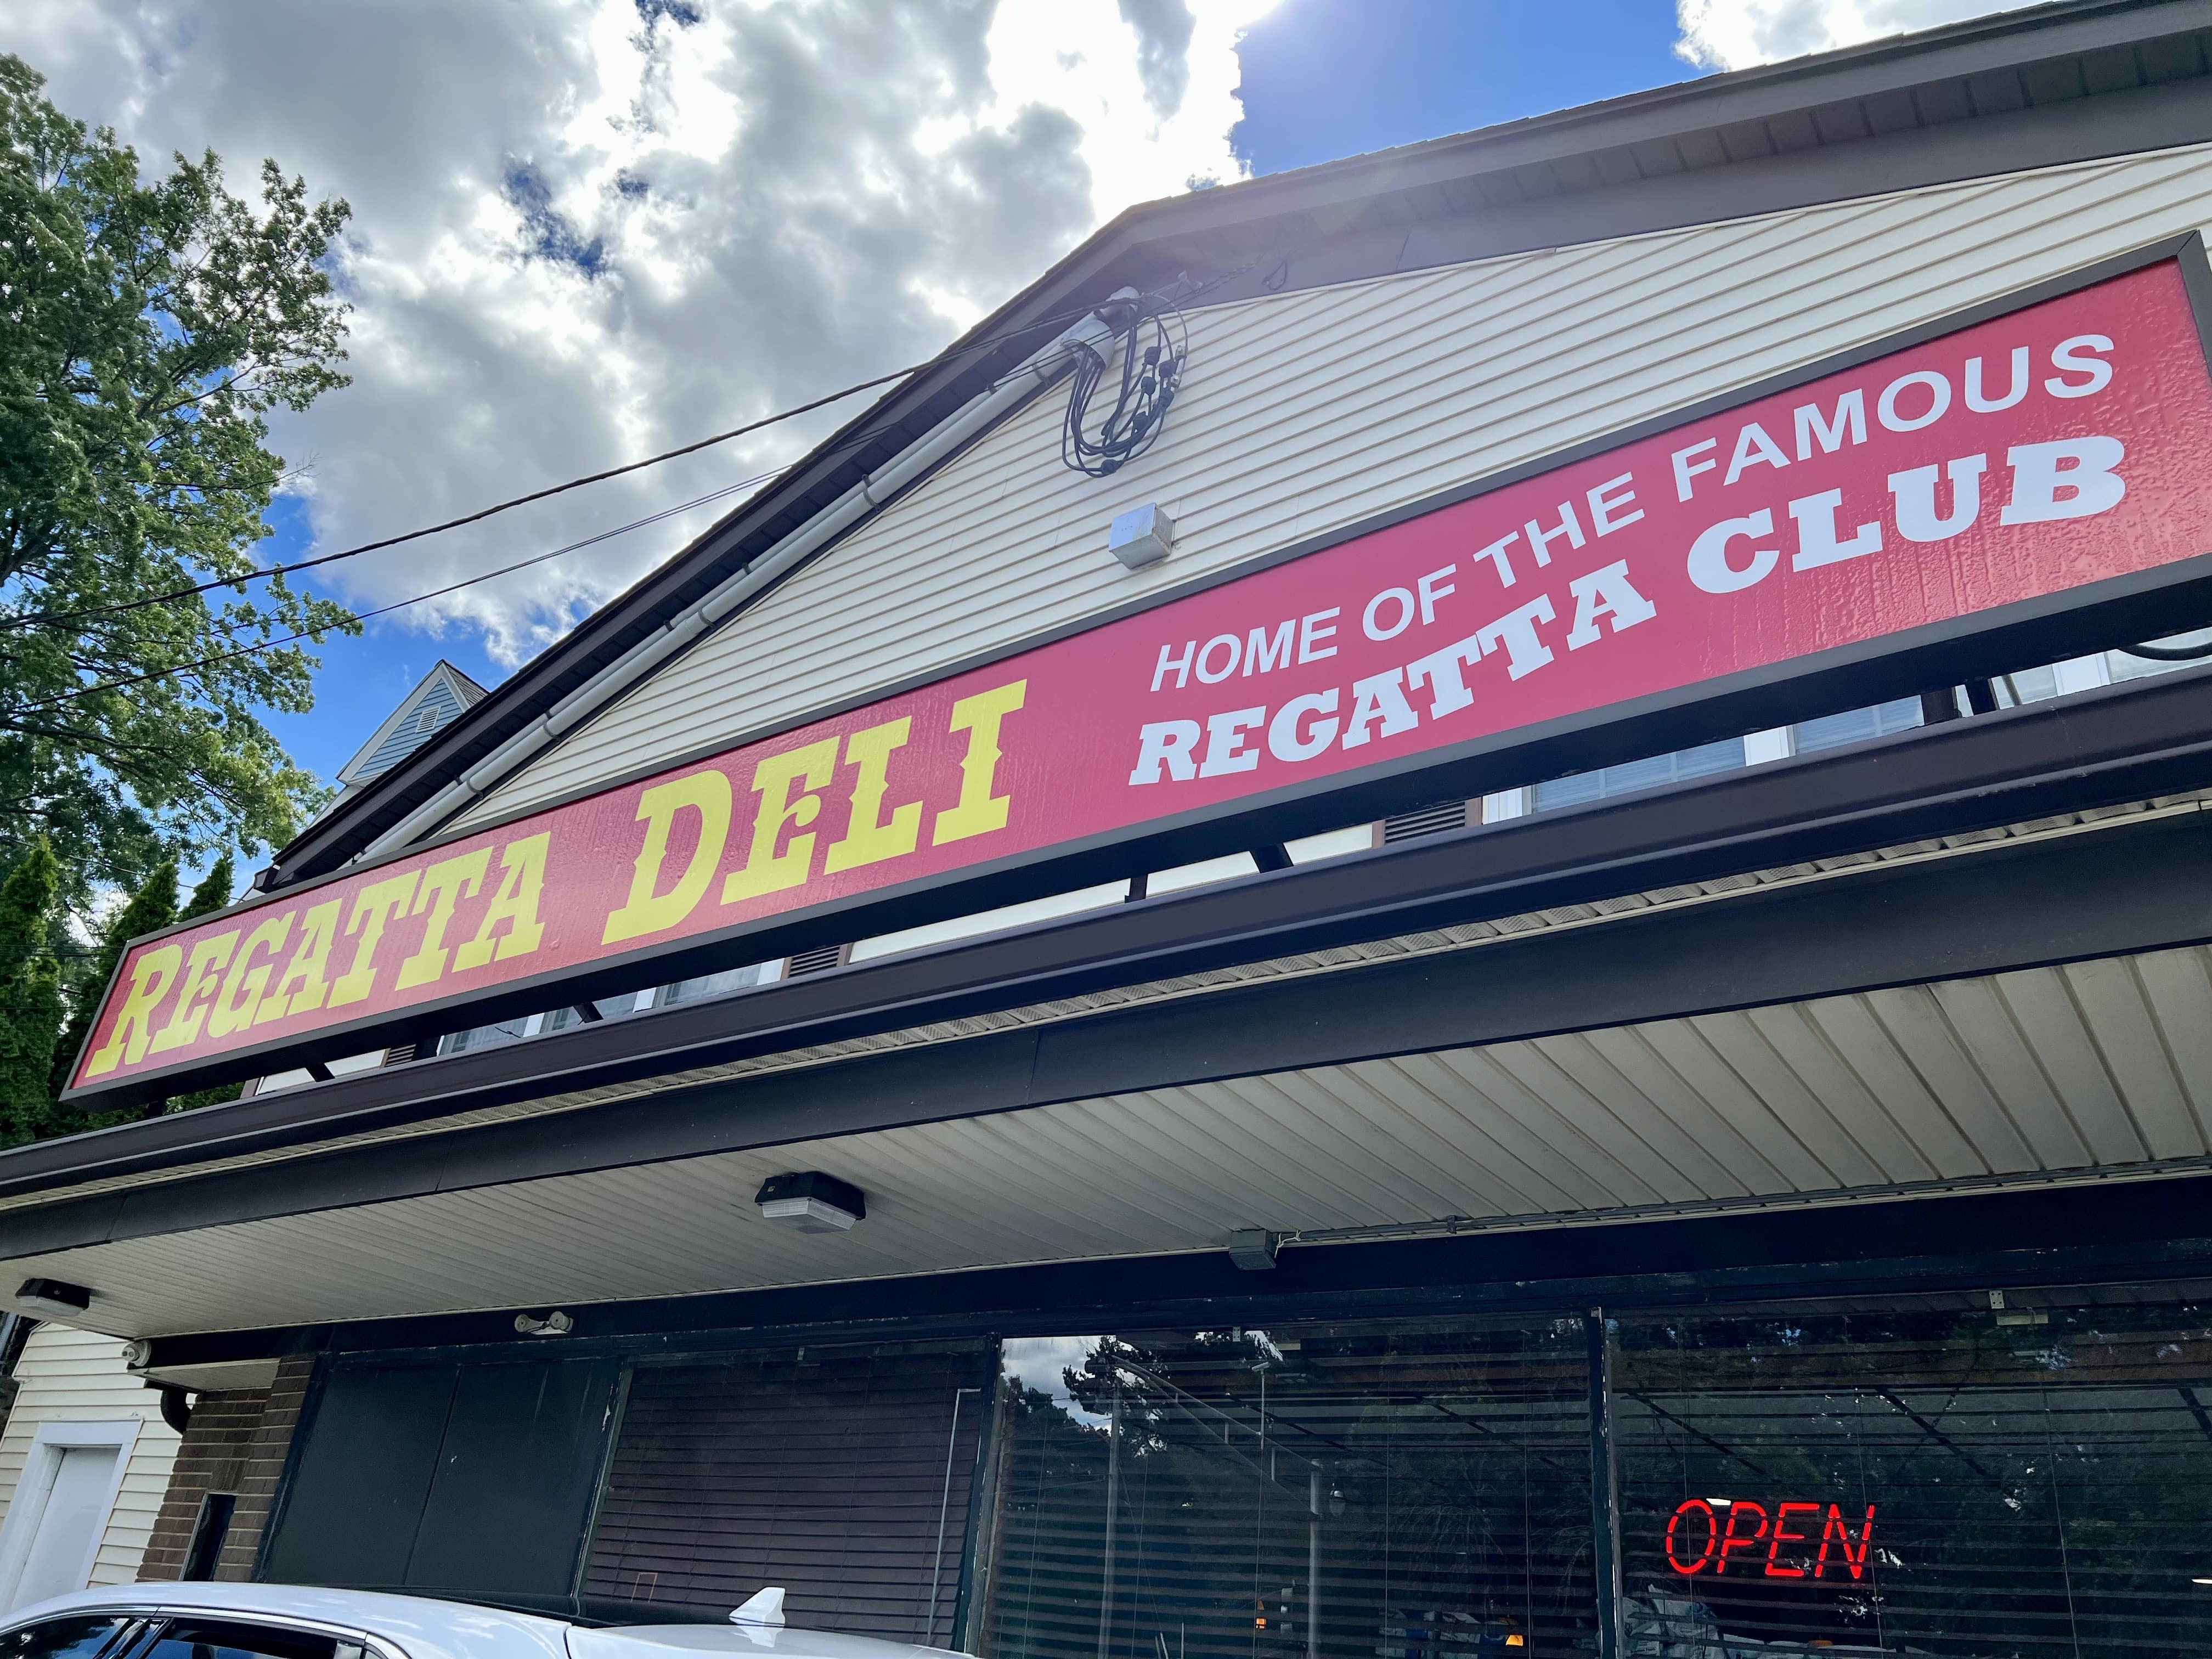 REGATTA DELI
HOME OF THE FAMOUS
REGATTA CLUB
OPEN